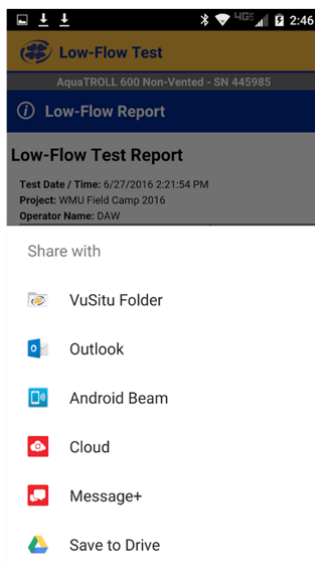 4G 2:46
Low-Flow Test
AquaTROLL 600 Non-Vented - SN 445985
Low-Flow Report
Low-Flow Test Report
Test Date / Time: 6/27/2016 2:21:54 PM
Project: WMU Field Camp 2016
Operator Name: DAW
Share with
VuSitu Folder
Outlook
Android Beam
Cloud
Message+
Save to Drive